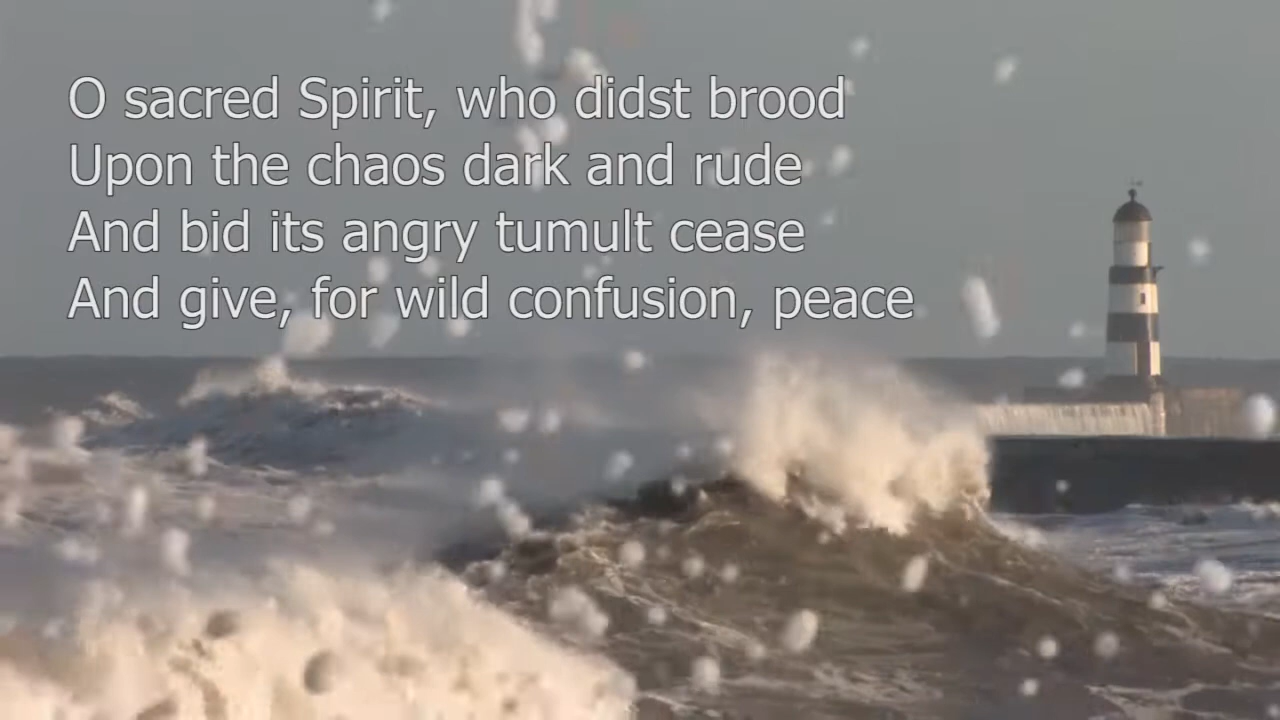 O sacred Spirit, who didst brood
Upon the chaos dark and rude
And bid its angry tumult cease
And give, for wild confusion, peace